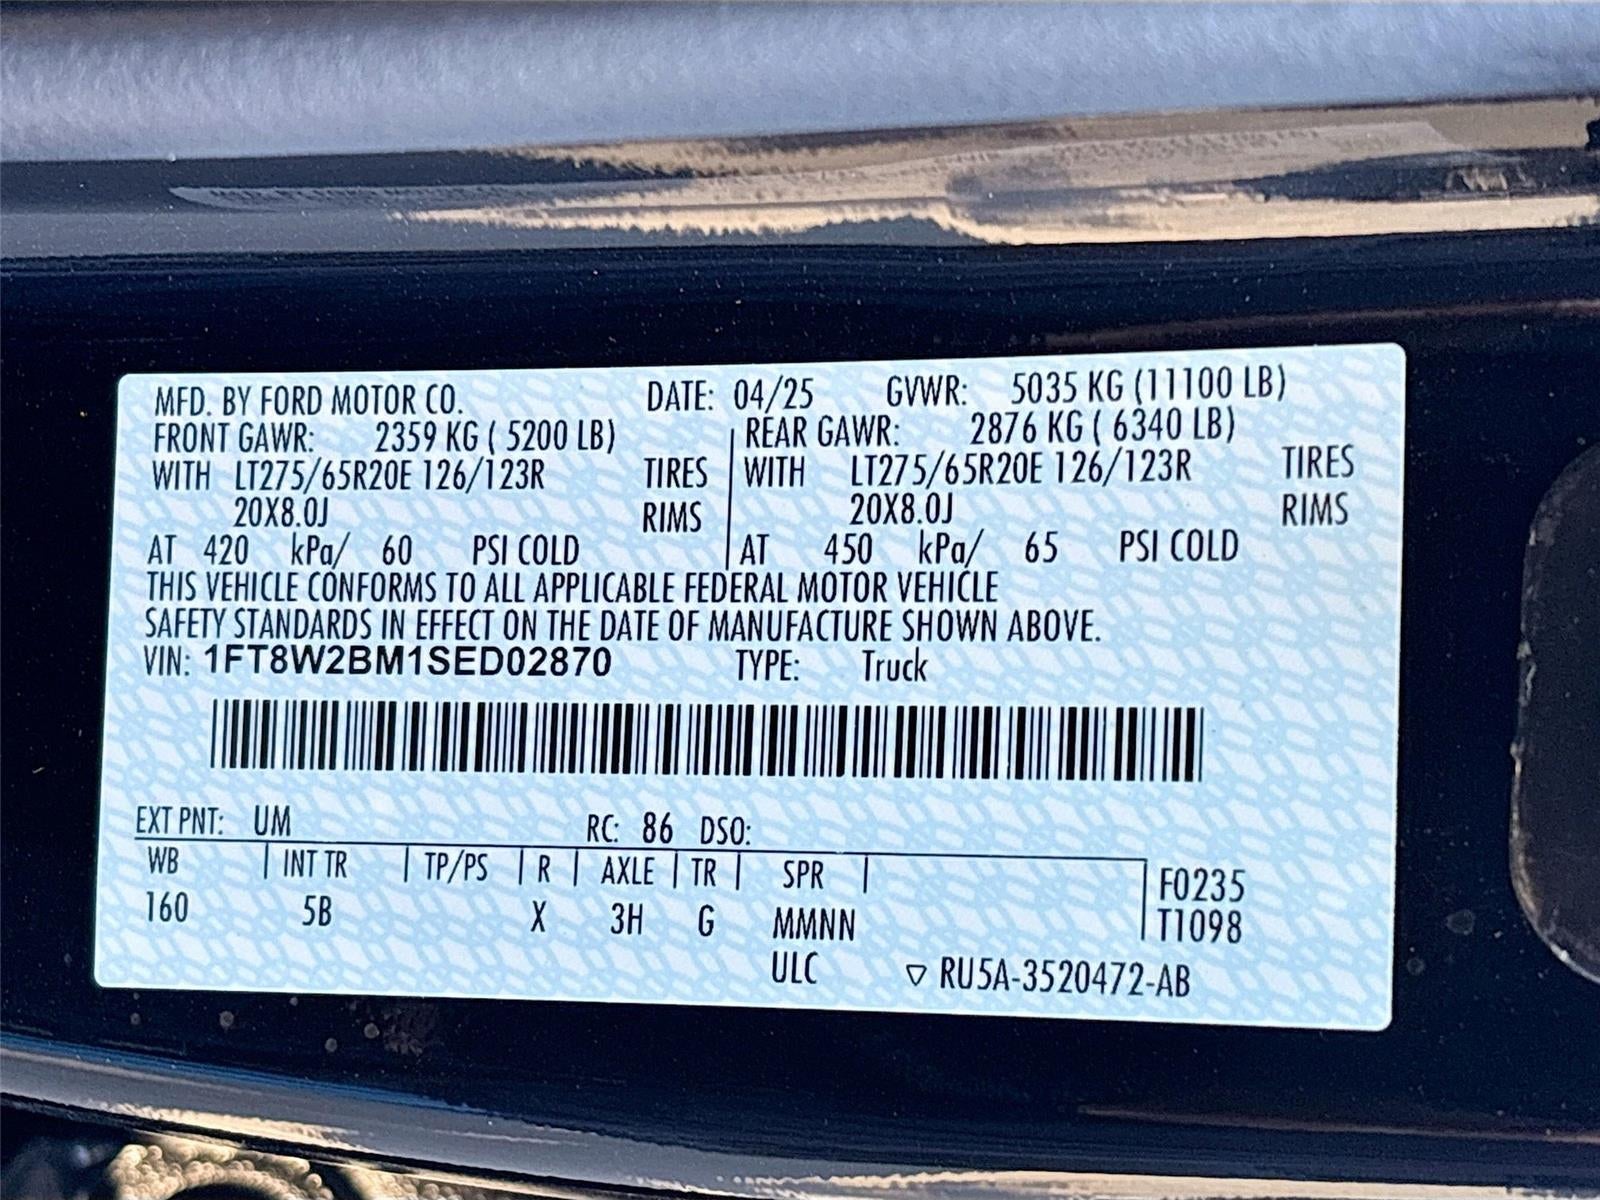 MFD. BY FORD MOTOR CO. DATE: 04/25 GVWR: 5035 KG (11100 LB)
FRONT GAWR: 2359 KG ( 5200 LB) REAR GAWR: 2876 KG ( 6340 LB)
WITH LT275/65R20E 126/123R TIRES WITH LT275/65R20E 126/123R TIRES
20X8.0J RIMS 20X8.0J RIMS
AT 420 kPa/ 60 PSI COLD AT 450 kPa/ 65 PSI COLD
THIS VEHICLE CONFORMS TO ALL APPLICABLE FEDERAL MOTOR VEHICLE
SAFETY STANDARDS IN EFFECT ON THE DATE OF MANUFACTURE SHOWN ABOVE.
VIN: 1FT8W2BM1SED02870 TYPE: Truck
EXT PNT: UM RC: 86 DSO:
WB INT TR TP/PS R AXLE TR SPR F0235
160 5B X 3H G MMNN T1098
ULC ▽ RU5A-3520472-AB